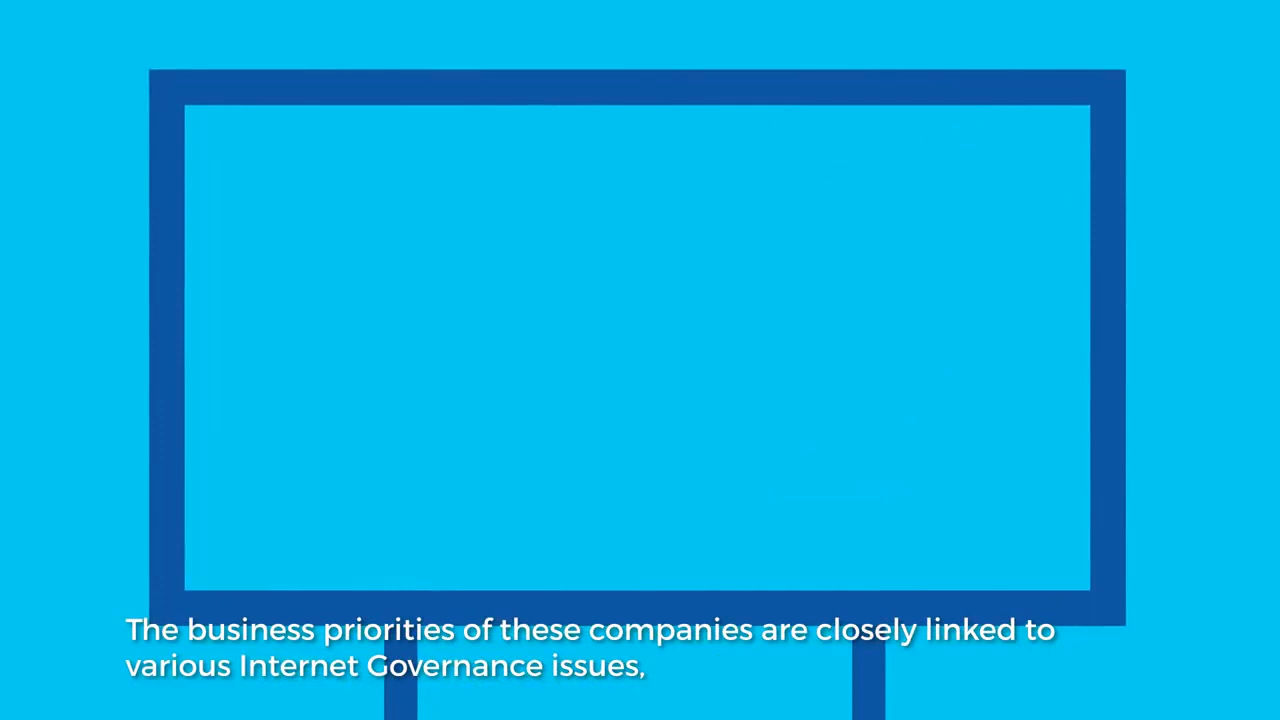 The business priorities of these companies are closely linked to
various Internet Governance issues,